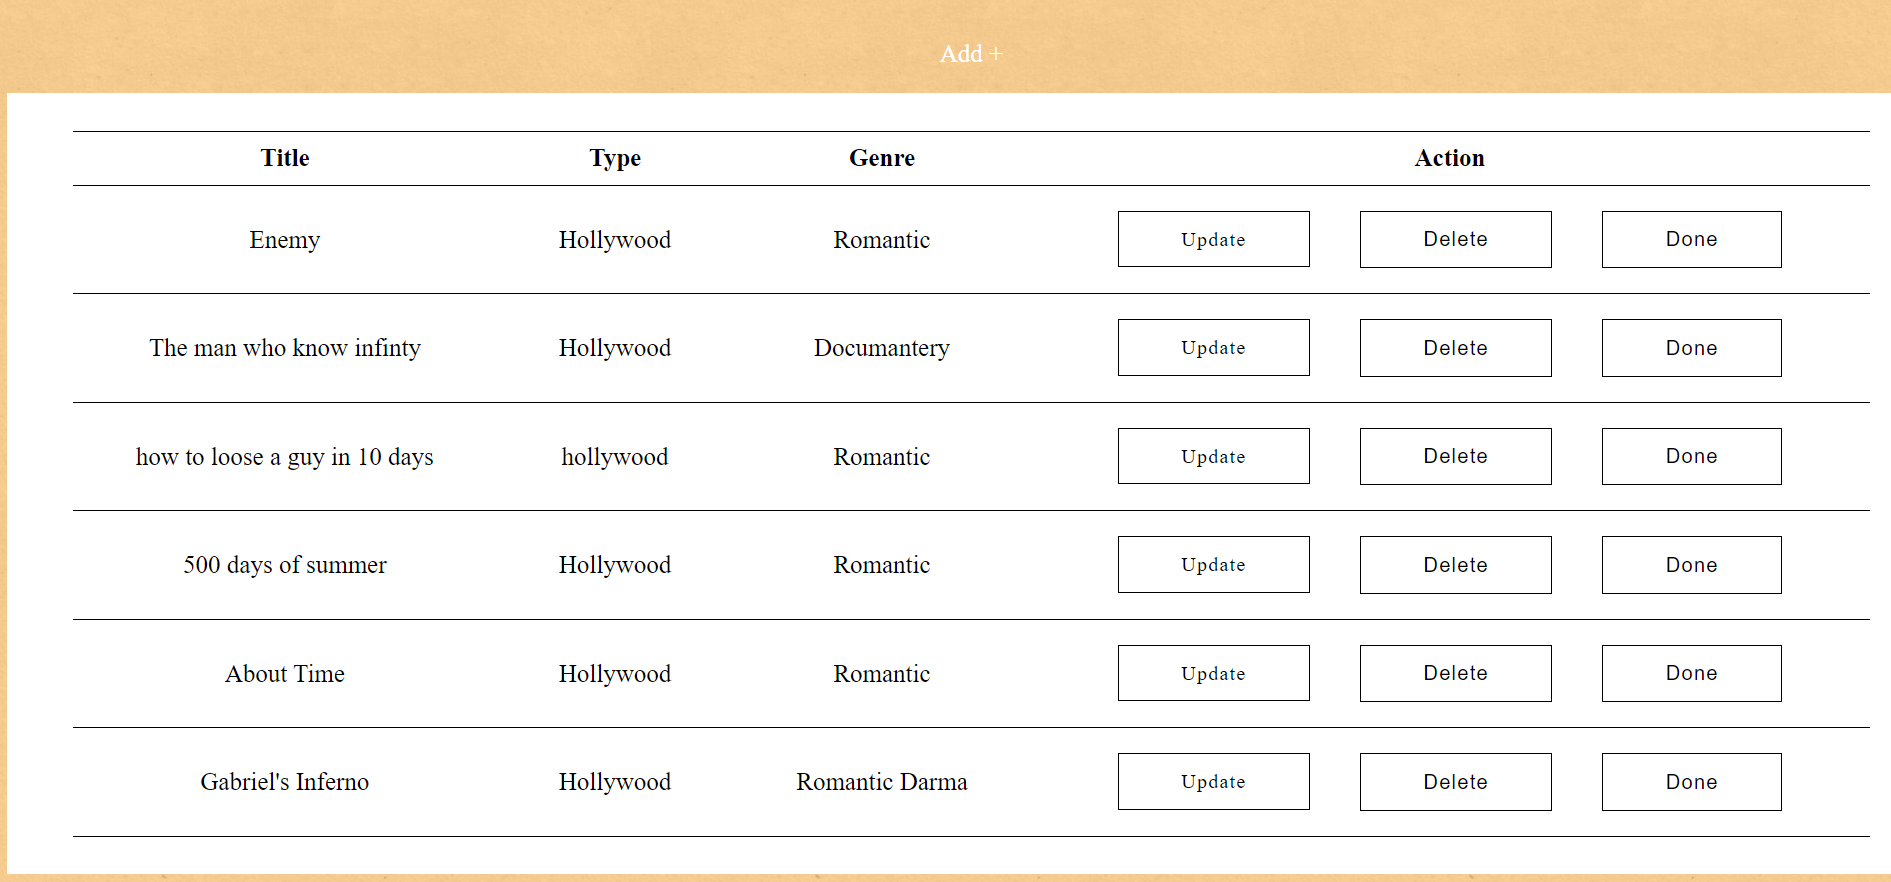 Add +
Title Type Genre Action
Enemy Hollywood Romantic Update Delete Done
The man who know infinty Hollywood Documantery Update Delete Done
how to loose a guy in 10 days hollywood Romantic Update Delete Done
500 days of summer Hollywood Romantic Update Delete Done
About Time Hollywood Romantic Update Delete Done
Gabriel's Inferno Hollywood Romantic Darma Update Delete Done